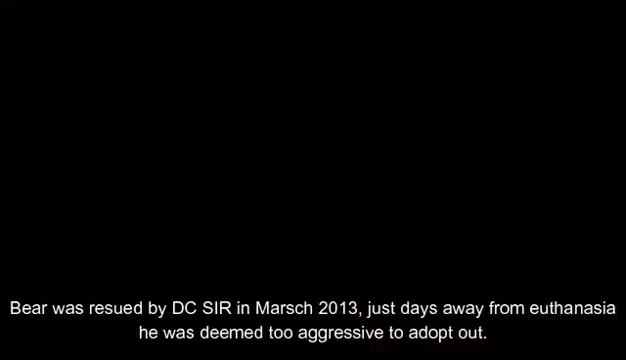 Bear was resued by DC SIR in Marsch 2013, just days away from euthanasia
he was deemed too aggressive to adopt out.